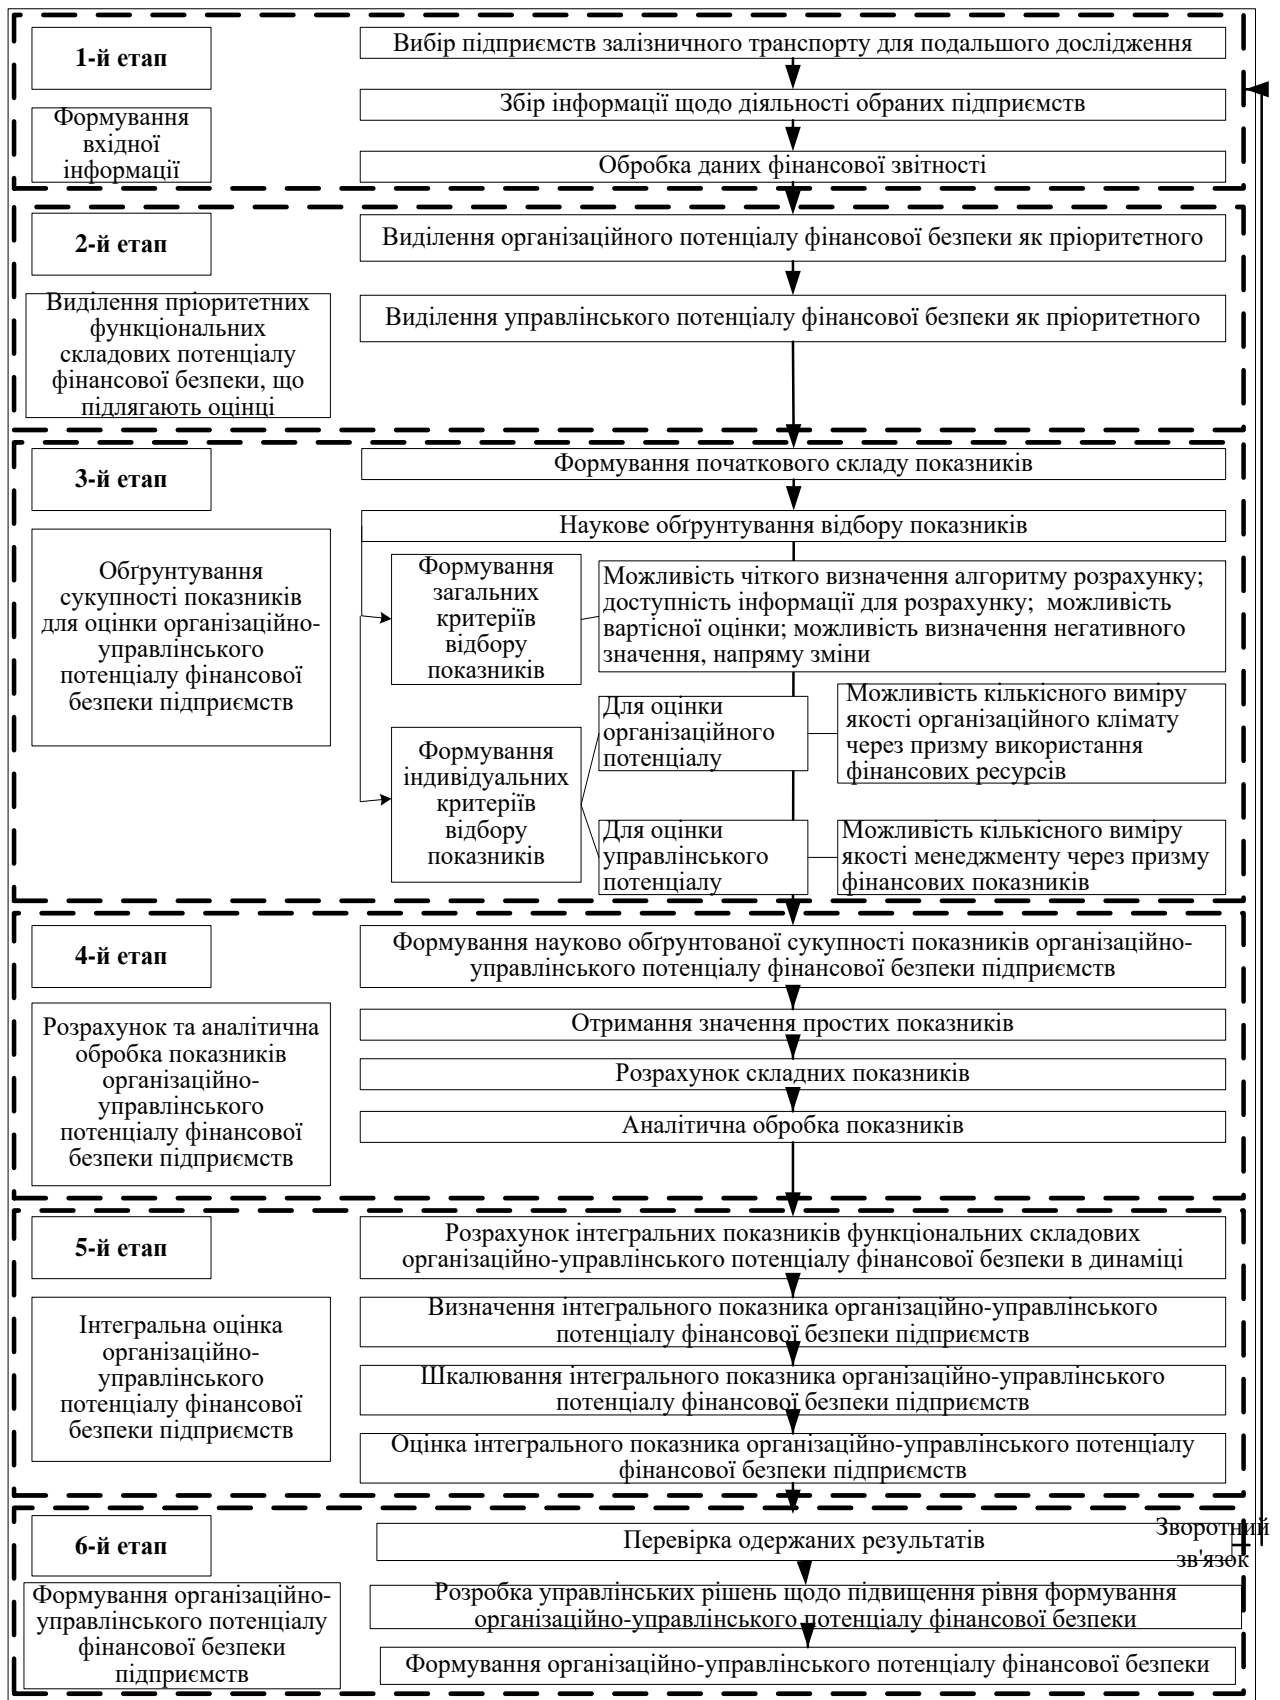 1-й етап
Формування
вхідної
інформації
Вибір підприємств залізничного транспорту для подальшого дослідження
Збір інформації щодо діяльності обраних підприємств
Обробка даних фінансової звітності
2-й етап
Виділення пріоритетних
функціональних
складових потенціалу
фінансової безпеки, що
підлягають оцінці
Виділення організаційного потенціалу фінансової безпеки як пріоритетного
Виділення управлінського потенціалу фінансової безпеки як пріоритетного
3-й етап
Обґрунтування
сукупності показників
для оцінки організаційно-
управлінського
потенціалу фінансової
безпеки підприємств
Формування початкового складу показників
Наукове обґрунтування відбору показників
Формування
загальних
критеріїв
відбору
показників
Можливість чіткого визначення алгоритму розрахунку;
доступність інформації для розрахунку; можливість
вартісної оцінки; можливість визначення негативного
значення, напряму зміни
Формування
індивідуальних
критеріїв
відбору
показників
Для оцінки
організаційного
потенціалу
Можливість кількісного виміру
якості організаційного клімату
через призму використання
фінансових ресурсів
Для оцінки
управлінського
потенціалу
Можливість кількісного виміру
якості менеджменту через призму
фінансових показників
4-й етап
Розрахунок та аналітична
обробка показників
організаційно-
управлінського
потенціалу фінансової
безпеки підприємств
Формування науково обґрунтованої сукупності показників організаційно-
управлінського потенціалу фінансової безпеки підприємств
Отримання значення простих показників
Розрахунок складних показників
Аналітична обробка показників
5-й етап
Інтегральна оцінка
організаційно-
управлінського
потенціалу фінансової
безпеки підприємств
Розрахунок інтегральних показників функціональних складових
організаційно-управлінського потенціалу фінансової безпеки в динаміці
Визначення інтегрального показника організаційно-управлінського
потенціалу фінансової безпеки підприємств
Шкалювання інтегрального показника організаційно-управлінського
потенціалу фінансової безпеки підприємств
Оцінка інтегрального показника організаційно-управлінського потенціалу
фінансової безпеки підприємств
6-й етап
Формування організаційно-
управлінського потенціалу
фінансової безпеки
підприємств
Перевірка одержаних результатів
Зворотний
зв'язок
Розробка управлінських рішень щодо підвищення рівня формування
організаційно-управлінського потенціалу фінансової безпеки
Формування організаційно-управлінського потенціалу фінансової безпеки